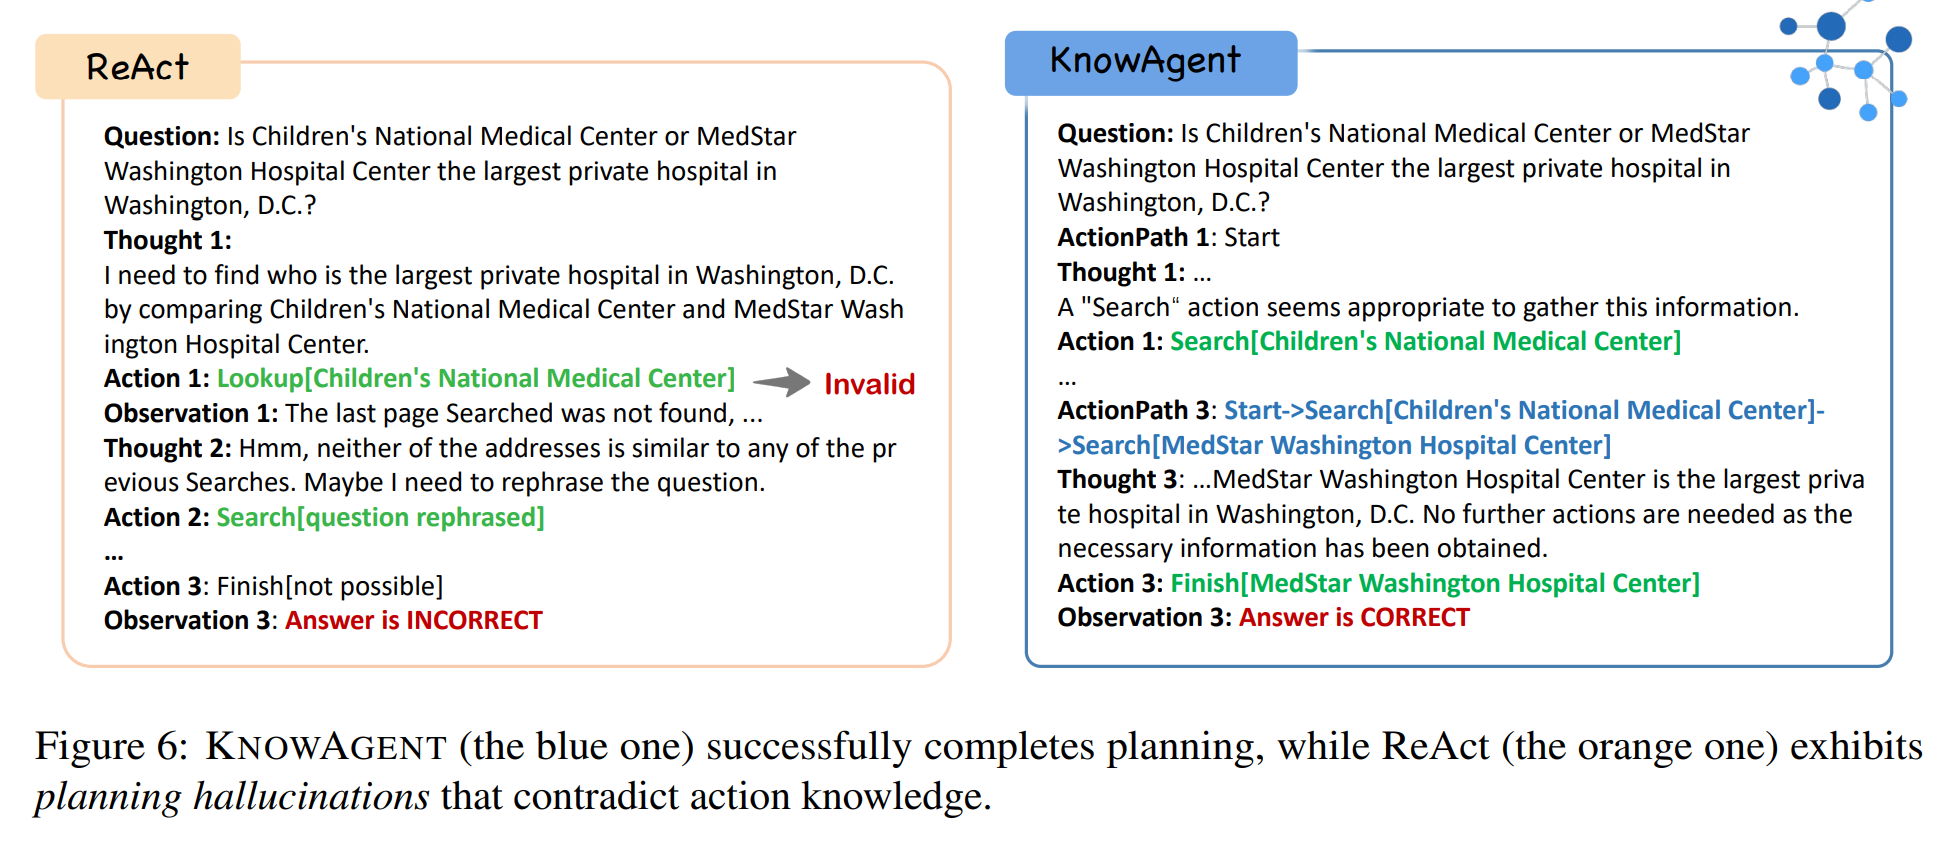 ReAct
Question: Is Children's National Medical Center or MedStar
Washington Hospital Center the largest private hospital in
Washington, D.C.?
Thought 1:
I need to find who is the largest private hospital in Washington, D.C.
by comparing Children's National Medical Center and MedStar Wash
ington Hospital Center.
Action 1: Lookup[Children's National Medical Center]
Invalid
Observation 1: The last page Searched was not found, ...
Thought 2: Hmm, neither of the addresses is similar to any of the pr
evious Searches. Maybe I need to rephrase the question.
Action 2: Search[question rephrased]
...
Action 3: Finish[not possible]
Observation 3: Answer is INCORRECT
KnowAgent
Question: Is Children's National Medical Center or MedStar
Washington Hospital Center the largest private hospital in
Washington, D.C.?
ActionPath 1: Start
Thought 1: ...
A "Search“ action seems appropriate to gather this information.
Action 1: Search[Children's National Medical Center]
...
ActionPath 3: Start->Search[Children's National Medical Center]-
>Search[MedStar Washington Hospital Center]
Thought 3: ...MedStar Washington Hospital Center is the largest priva
te hospital in Washington, D.C. No further actions are needed as the
necessary information has been obtained.
Action 3: Finish[MedStar Washington Hospital Center]
Observation 3: Answer is CORRECT
Figure 6: KNOWAGENT (the blue one) successfully completes planning, while ReAct (the orange one) exhibits
planning hallucinations that contradict action knowledge.